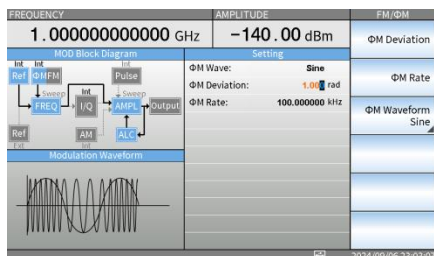 FREQUENCY AMPLITUDE FM/ΦM
1.000000000000 GHz -140.00 dBm
ΦM Deviation
MOD Block Diagram
Setting
Int Int Int
Ref ΦM FM Pulse
Sweep Int Sweep
FREQ I/Q AMPL Output
Ref AM ALC
Ext Int
ΦM Wave: Sine
ΦM Deviation: 1.00 rad
ΦM Rate: 100.000000 kHz
ΦM Rate
ΦM Waveform
Sine
Modulation Waveform
2024/09/06 23:03:07